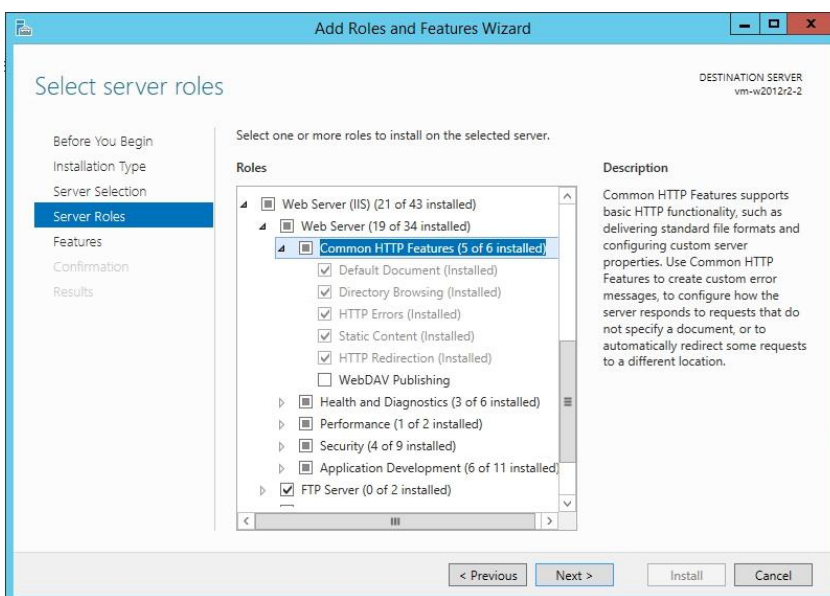 Add Roles and Features Wizard
Select server roles
DESTINATION SERVER
vm-w2012r2-2
Before You Begin
Installation Type
Server Selection
Server Roles
Features
Confirmation
Results
Select one or more roles to install on the selected server.
Roles
Web Server (IIS) (21 of 43 installed)
Web Server (19 of 34 installed)
Common HTTP Features (5 of 6 installed)
Default Document (Installed)
Directory Browsing (Installed)
HTTP Errors (Installed)
Static Content (Installed)
HTTP Redirection (Installed)
WebDAV Publishing
Health and Diagnostics (3 of 6 installed)
Performance (1 of 2 installed)
Security (4 of 9 installed)
Application Development (6 of 11 installed)
FTP Server (0 of 2 installed)
Description
Common HTTP Features supports
basic HTTP functionality, such as
delivering standard file formats and
configuring custom server
properties. Use Common HTTP
Features to create custom error
messages, to configure how the
server responds to requests that do
not specify a document, or to
automatically redirect some requests
to a different location.
< Previous
Next >
Install
Cancel